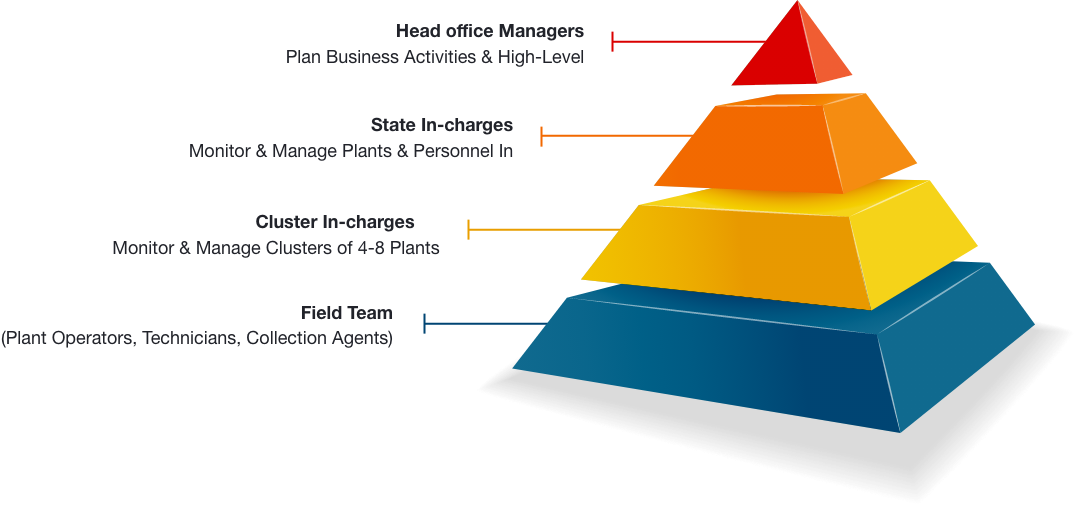 Head office Managers
Plan Business Activities & High-Level
State In-charges
Monitor & Manage Plants & Personnel In
Cluster In-charges
Monitor & Manage Clusters of 4-8 Plants
Field Team
(Plant Operators, Technicians, Collection Agents)